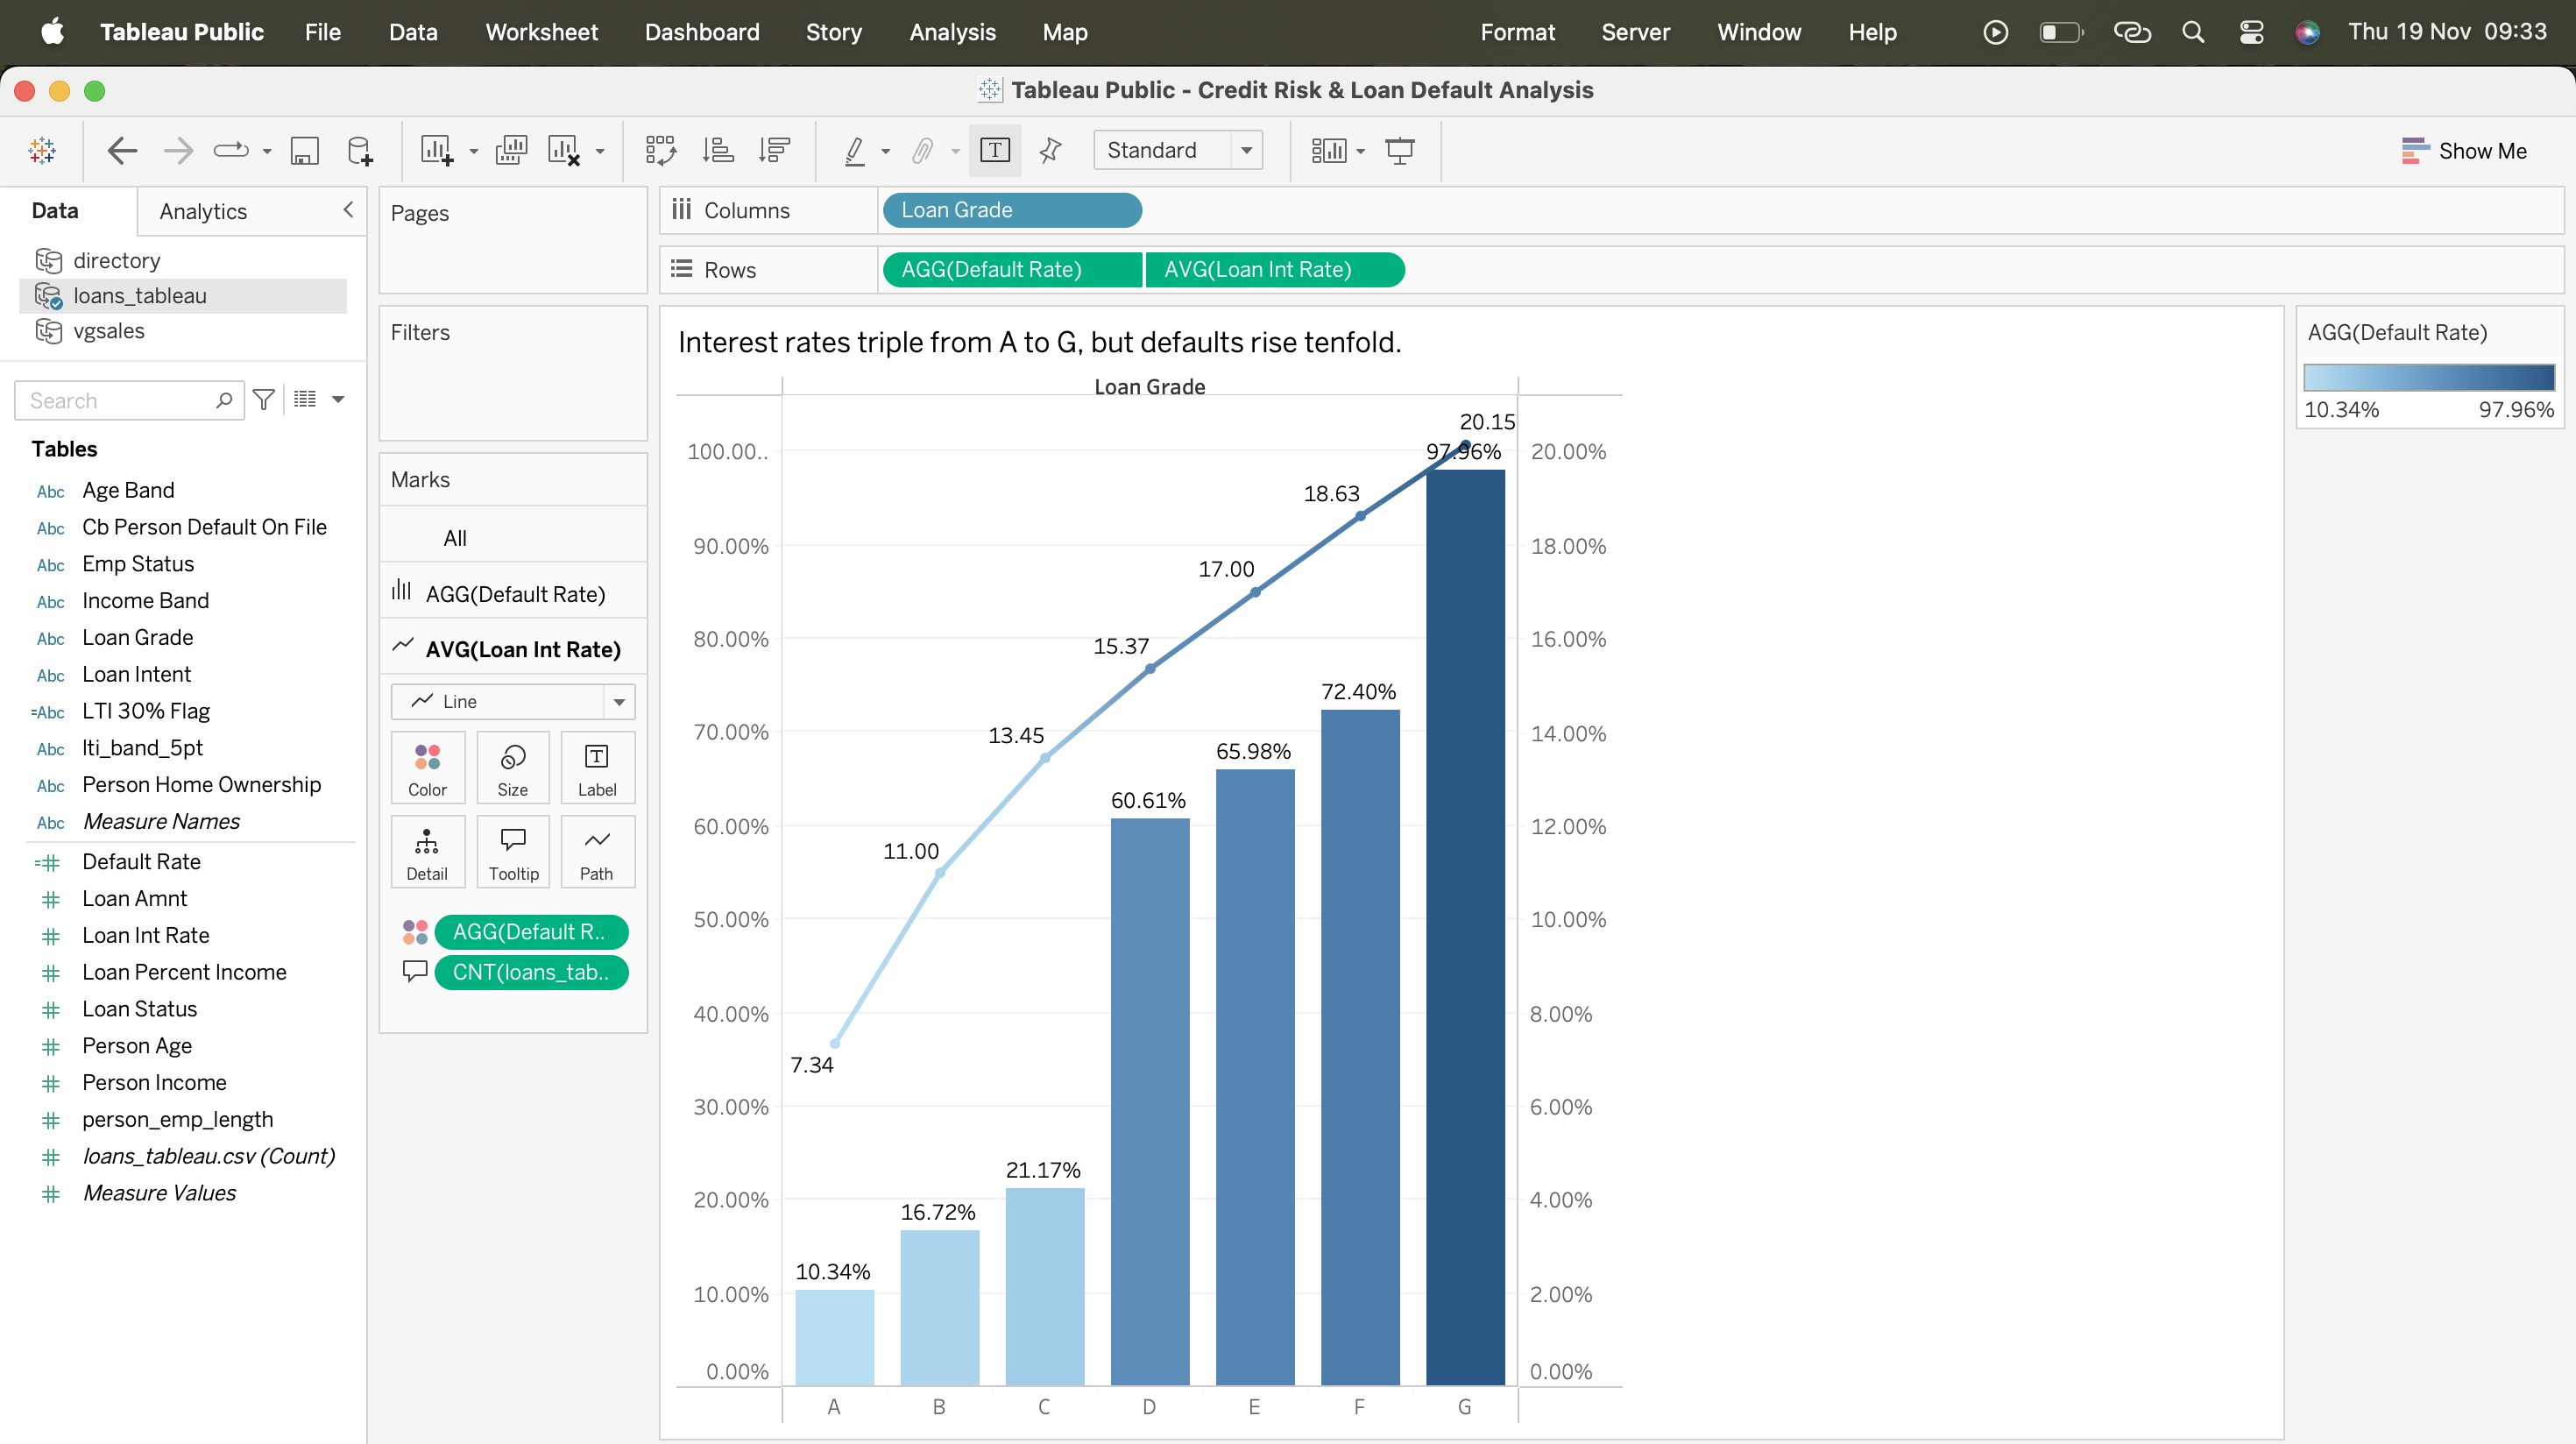 Tableau Public File Data Worksheet Dashboard Story Analysis Map Format Server Window Help Thu 19 Nov 09:33
Tableau Public - Credit Risk & Loan Default Analysis
T Standard Show Me
Data Analytics
directory
loans_tableau
vgsales
Search
Tables
Abc Age Band
Abc Cb Person Default On File
Abc Emp Status
Abc Income Band
Abc Loan Grade
Abc Loan Intent
=Abc LTI 30% Flag
Abc lti_band_5pt
Abc Person Home Ownership
Abc Measure Names
=# Default Rate
# Loan Amnt
# Loan Int Rate
# Loan Percent Income
# Loan Status
# Person Age
# Person Income
# person_emp_length
# loans_tableau.csv (Count)
# Measure Values
Pages
Filters
Marks
All
AGG(Default Rate)
AVG(Loan Int Rate)
Line
Color Size Label
Detail Tooltip Path
AGG(Default R..
CNT(loans_tab..
Columns Loan Grade
Rows AGG(Default Rate) AVG(Loan Int Rate)
Interest rates triple from A to G, but defaults rise tenfold.
Loan Grade
100.00..
90.00%
80.00%
70.00%
60.00%
50.00%
40.00%
30.00%
20.00%
10.00%
0.00%
7.34
11.00
13.45
15.37
17.00
18.63
20.15
10.34%
16.72%
21.17%
60.61%
65.98%
72.40%
97.96%
20.00%
18.00%
16.00%
14.00%
12.00%
10.00%
8.00%
6.00%
4.00%
2.00%
0.00%
A B C D E F G
AGG(Default Rate)
10.34% 97.96%